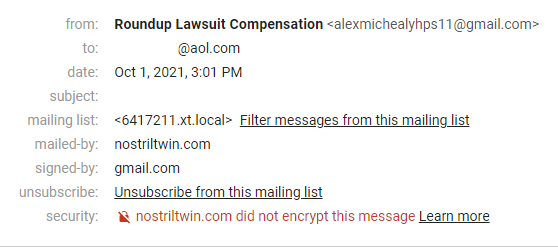 from: Roundup Lawsuit Compensation <alexmichealyhps11@gmail.com>
to: @aol.com
date: Oct 1, 2021, 3:01 PM
subject:
mailing list: <6417211.xt.local> Filter messages from this mailing list
mailed-by: nostriltwin.com
signed-by: gmail.com
unsubscribe: Unsubscribe from this mailing list
security: nostriltwin.com did not encrypt this message Learn more